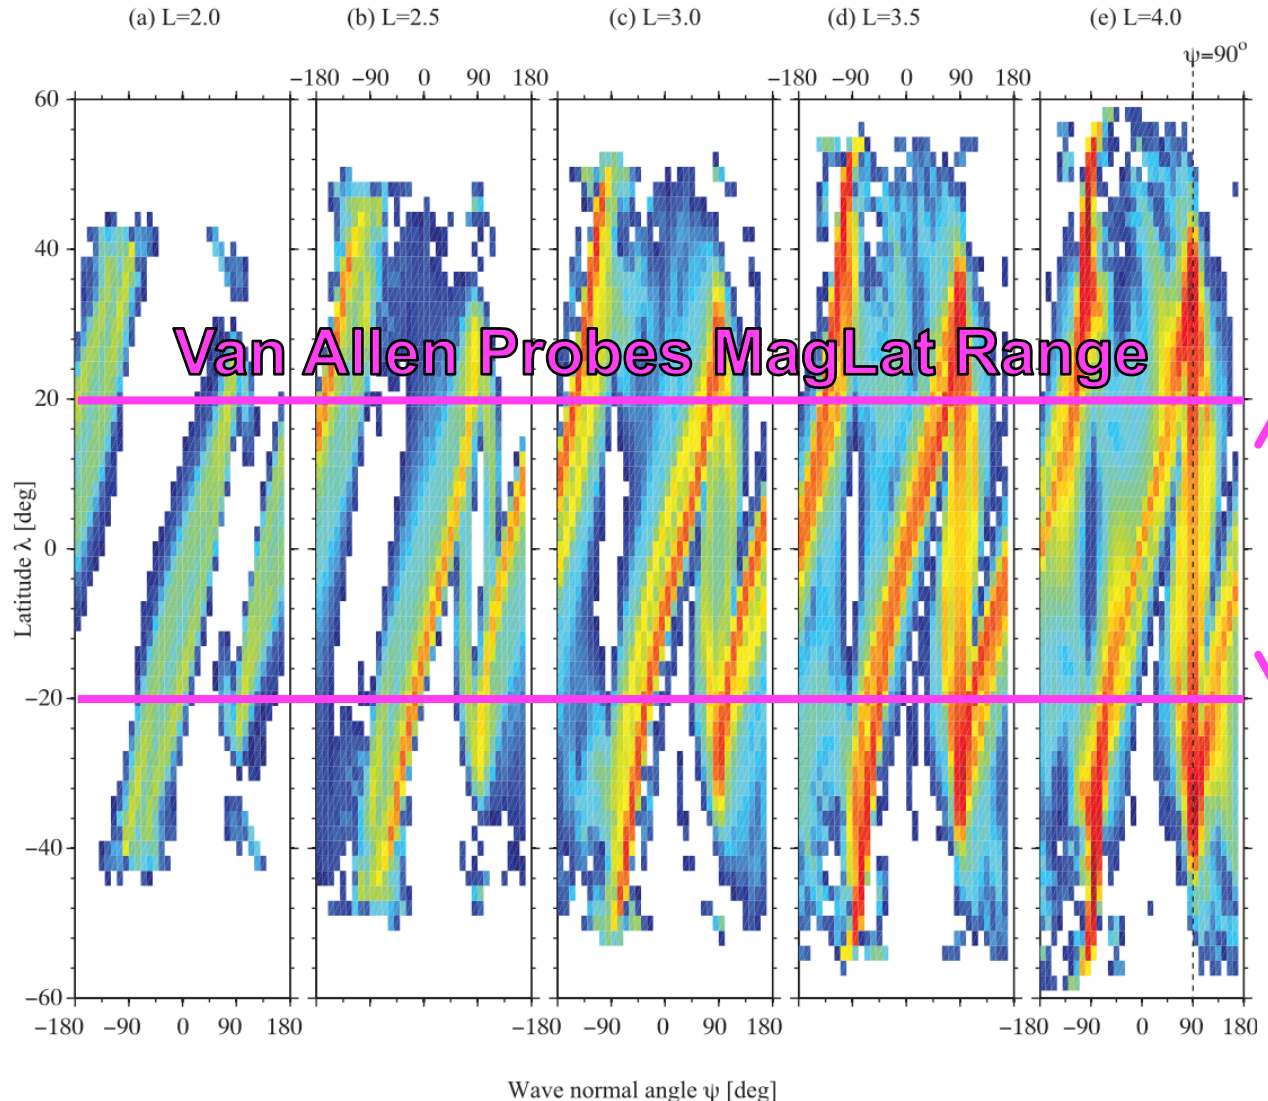 (a) L=2.0 (b) L=2.5 (c) L=3.0 (d) L=3.5 (e) L=4.0
ψ=90°
−180 −90 0 90 180 −180 −90 0 90 180
60
40
Van Allen Probes MagLat Range
20
Latitude λ [deg]
0
−20
−40
−60
−180 −90 0 90 180 −180 −90 0 90 180 −180 −90 0 90 180
Wave normal angle ψ [deg]